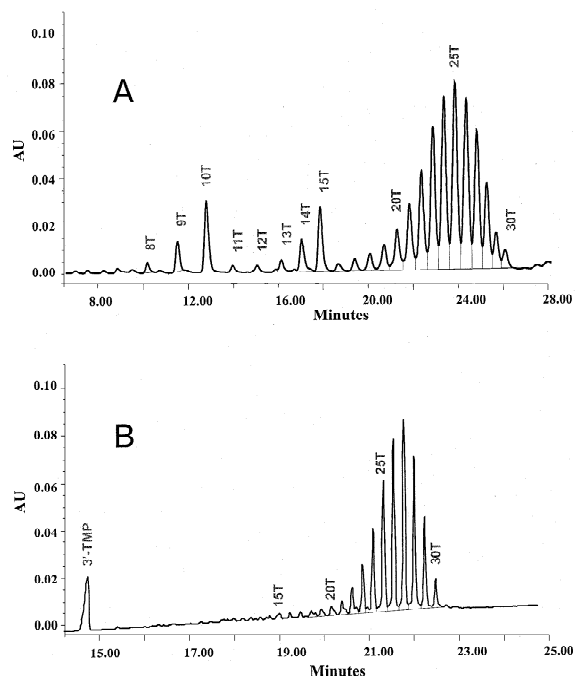 0.10
A
25T
0.08
0.06
AU
0.04
10T
15T
20T
0.02
9T
14T
30T
8T
11T
12T
13T
0.00
8.00 12.00 16.00 20.00 24.00 28.00
Minutes
0.10
B
0.08
25T
0.06
AU
0.04
3'-TMP
0.02
15T
20T
30T
0.00
15.00 17.00 19.00 21.00 23.00 25.00
Minutes